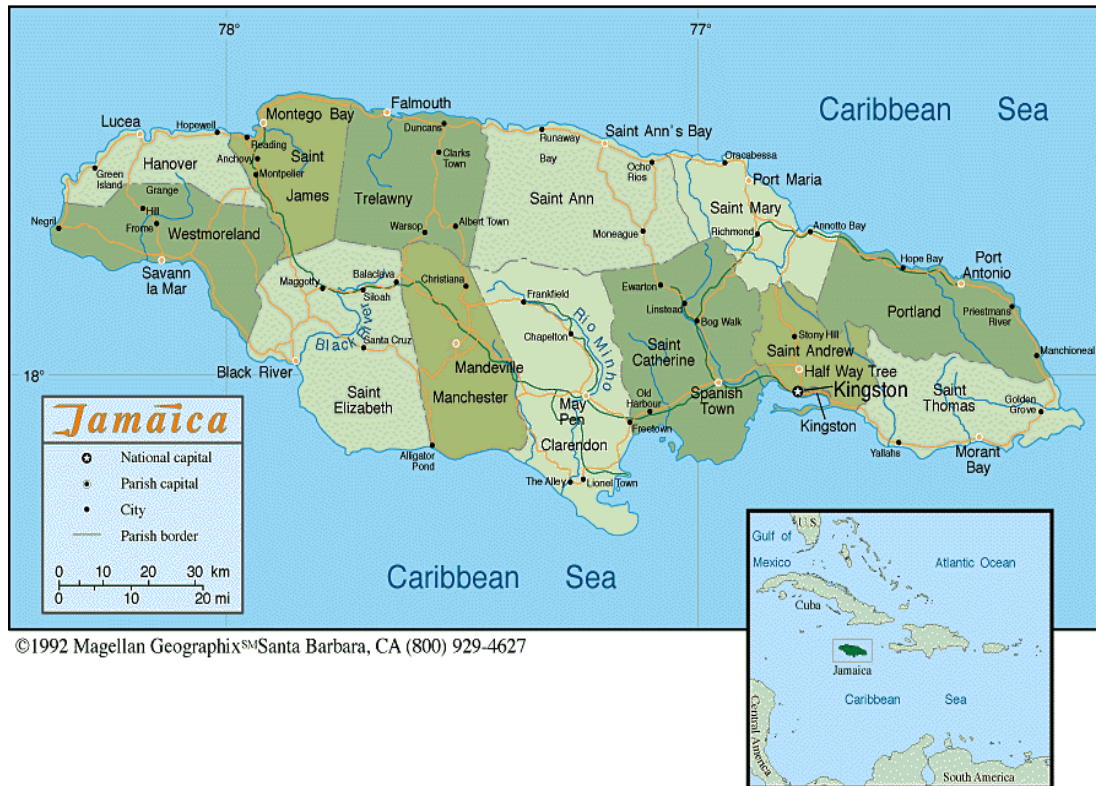 78°
77°
Caribbean Sea
Falmouth
Montego Bay
Lucea
Hopewell
Duncans
Runaway
Bay
Saint Ann's Bay
Reading
Anchovy
Montpelier
Saint
James
Hanover
Green
Island
Grange
Hill
Frome
Negril
Westmoreland
Savann
la Mar
Clarks
Town
Trelawny
Warsop
Albert Town
Saint Ann
Ocho
Rios
Moneague
Oracabessa
Port Maria
Saint Mary
Richmond
Annotto Bay
Hope Bay
Port
Antonio
Priestmans
River
Portland
Manchioneal
Maggotty
Balaclava
Siloah
Christiana
Frankfield
Chapelton
Rio Minho
Ewarton
Linstead
Bog Walk
Stony Hill
Saint Andrew
Half Way Tree
Kingston
Kingston
Black River
Santa Cruz
Black River
18°
18°
Saint
Elizabeth
Mandeville
Manchester
Alligator
Pond
May
Pen
Clarendon
The Alley
Lionel Town
Saint
Catherine
Old
Harbour
Freetown
Spanish
Town
Saint
Thomas
Golden
Grove
Yallahs
Morant
Bay
Jamaica
National capital
Parish capital
City
Parish border
0 10 20 30 km
0 10 20 mi
Caribbean Sea
©1992 Magellan Geographix℠Santa Barbara, CA (800) 929-4627
U.S.
Gulf of
Mexico
Atlantic Ocean
Cuba
Jamaica
Caribbean Sea
Central America
South America